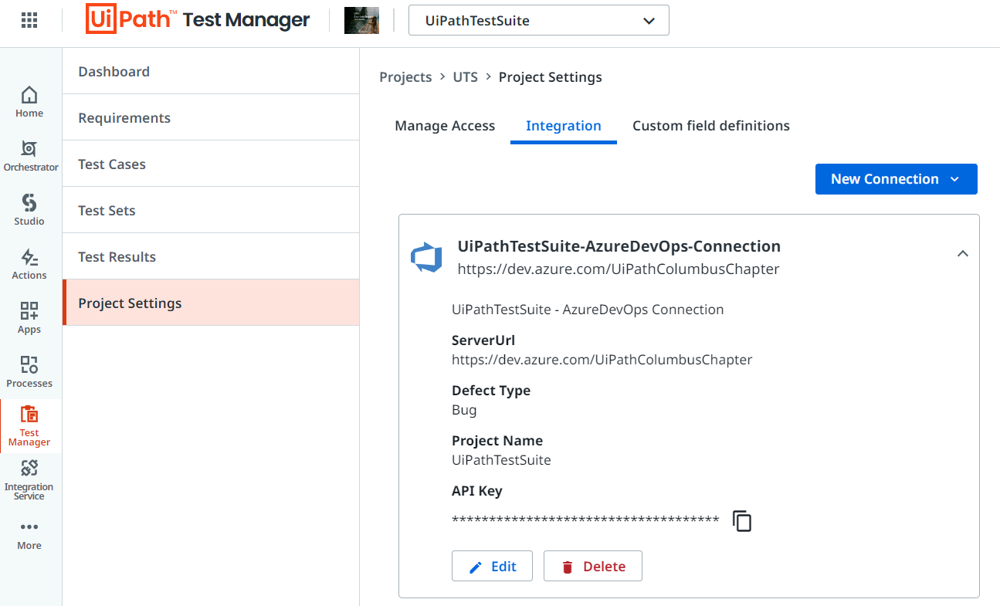 UiPath™ Test Manager
UiPathTestSuite
Home
Orchestrator
Studio
Actions
Apps
Processes
Test
Manager
Integration
Service
More
Dashboard
Requirements
Test Cases
Test Sets
Test Results
Project Settings
Projects > UTS > Project Settings
Manage Access Integration Custom field definitions
New Connection
UiPathTestSuite-AzureDevOps-Connection
https://dev.azure.com/UiPathColumbusChapter
UiPathTestSuite - AzureDevOps Connection
ServerUrl
https://dev.azure.com/UiPathColumbusChapter
Defect Type
Bug
Project Name
UiPathTestSuite
API Key
************************************
Edit Delete